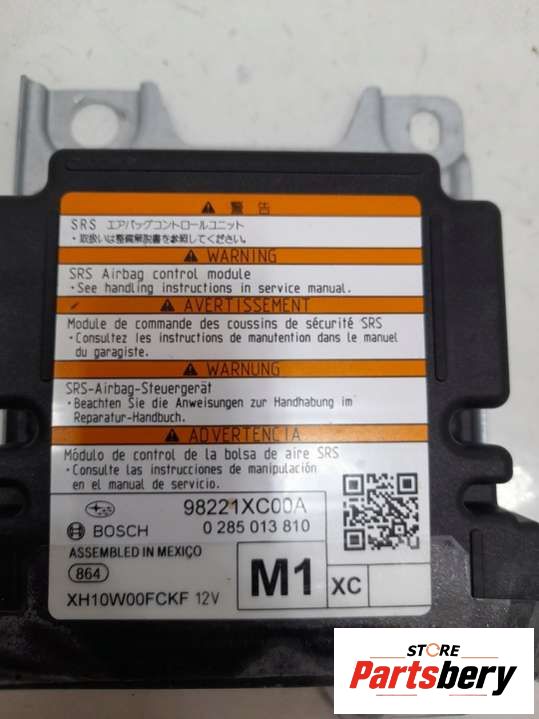 ⚠ 警告
SRS エアバッグコントロールユニット
・取扱いは整備解説書を参照してください。
⚠ WARNING
SRS Airbag control module
・See handling instructions in service manual.
⚠ AVERTISSEMENT
Module de commande des coussins de sécurité SRS
・Consultez les instructions de manutention dans le manuel
du garagiste.
⚠ WARNUNG
SRS-Airbag-Steuergerät
・Beachten Sie die Anweisungen zur Handhabung im
Reparatur-Handbuch.
⚠ ADVERTENCIA
Módulo de control de la bolsa de aire SRS
・Consulte las instrucciones de manipulación
en el manual de servicio.
98221XC00A
BOSCH 0 285 013 810
ASSEMBLED IN MEXICO
864
M1 XC
XH10W00FCKF 12V
STORE
Partsbery